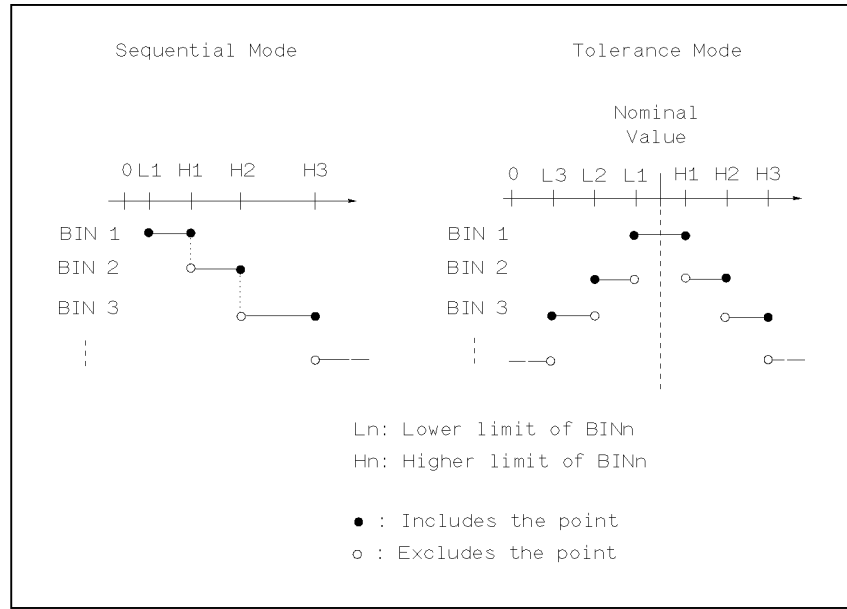 Sequential Mode
0 L1 H1 H2 H3
BIN 1
BIN 2
BIN 3
Tolerance Mode
Nominal
Value
0 L3 L2 L1 H1 H2 H3
BIN 1
BIN 2
BIN 3
Ln: Lower limit of BINn
Hn: Higher limit of BINn
● : Includes the point
○ : Excludes the point